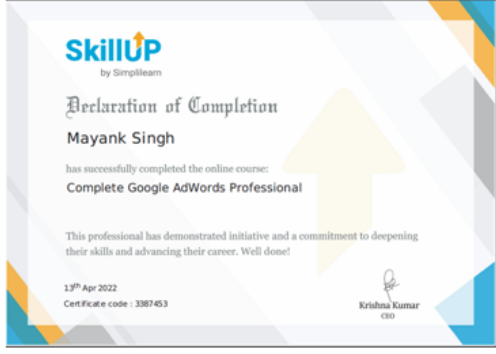 SkillUP
by Simplilearn
Declaration of Completion
Mayank Singh
has successfully completed the online course:
Complete Google AdWords Professional
This professional has demonstrated initiative and a commitment to deepening
their skills and advancing their career. Well done!
13th Apr 2022
Certificate code : 3387453
Krishna Kumar
CEO